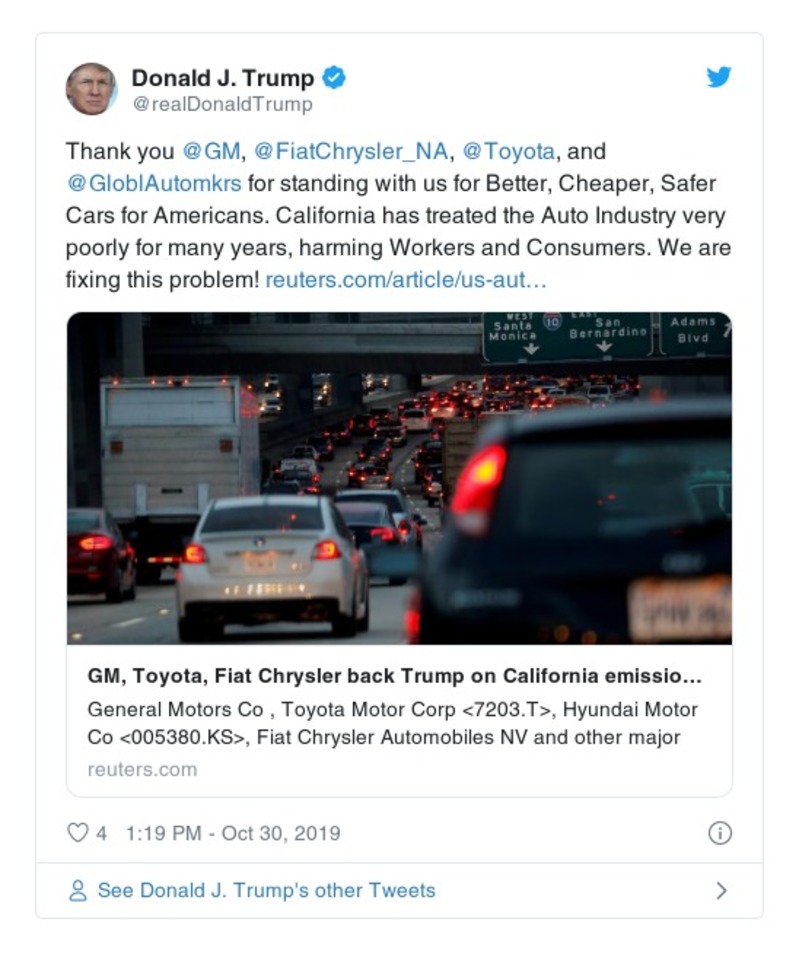 Donald J. Trump
@realDonaldTrump
Thank you @GM, @FiatChrysler_NA, @Toyota, and
@GloblAutomkrs for standing with us for Better, Cheaper, Safer
Cars for Americans. California has treated the Auto Industry very
poorly for many years, harming Workers and Consumers. We are
fixing this problem! reuters.com/article/us-aut…
WEST
Santa
Monica
10
EAST
San
Bernardino
Adams
Blvd
GM, Toyota, Fiat Chrysler back Trump on California emissio…
General Motors Co , Toyota Motor Corp <7203.T>, Hyundai Motor
Co <005380.KS>, Fiat Chrysler Automobiles NV and other major
reuters.com
4 1:19 PM - Oct 30, 2019
See Donald J. Trump's other Tweets